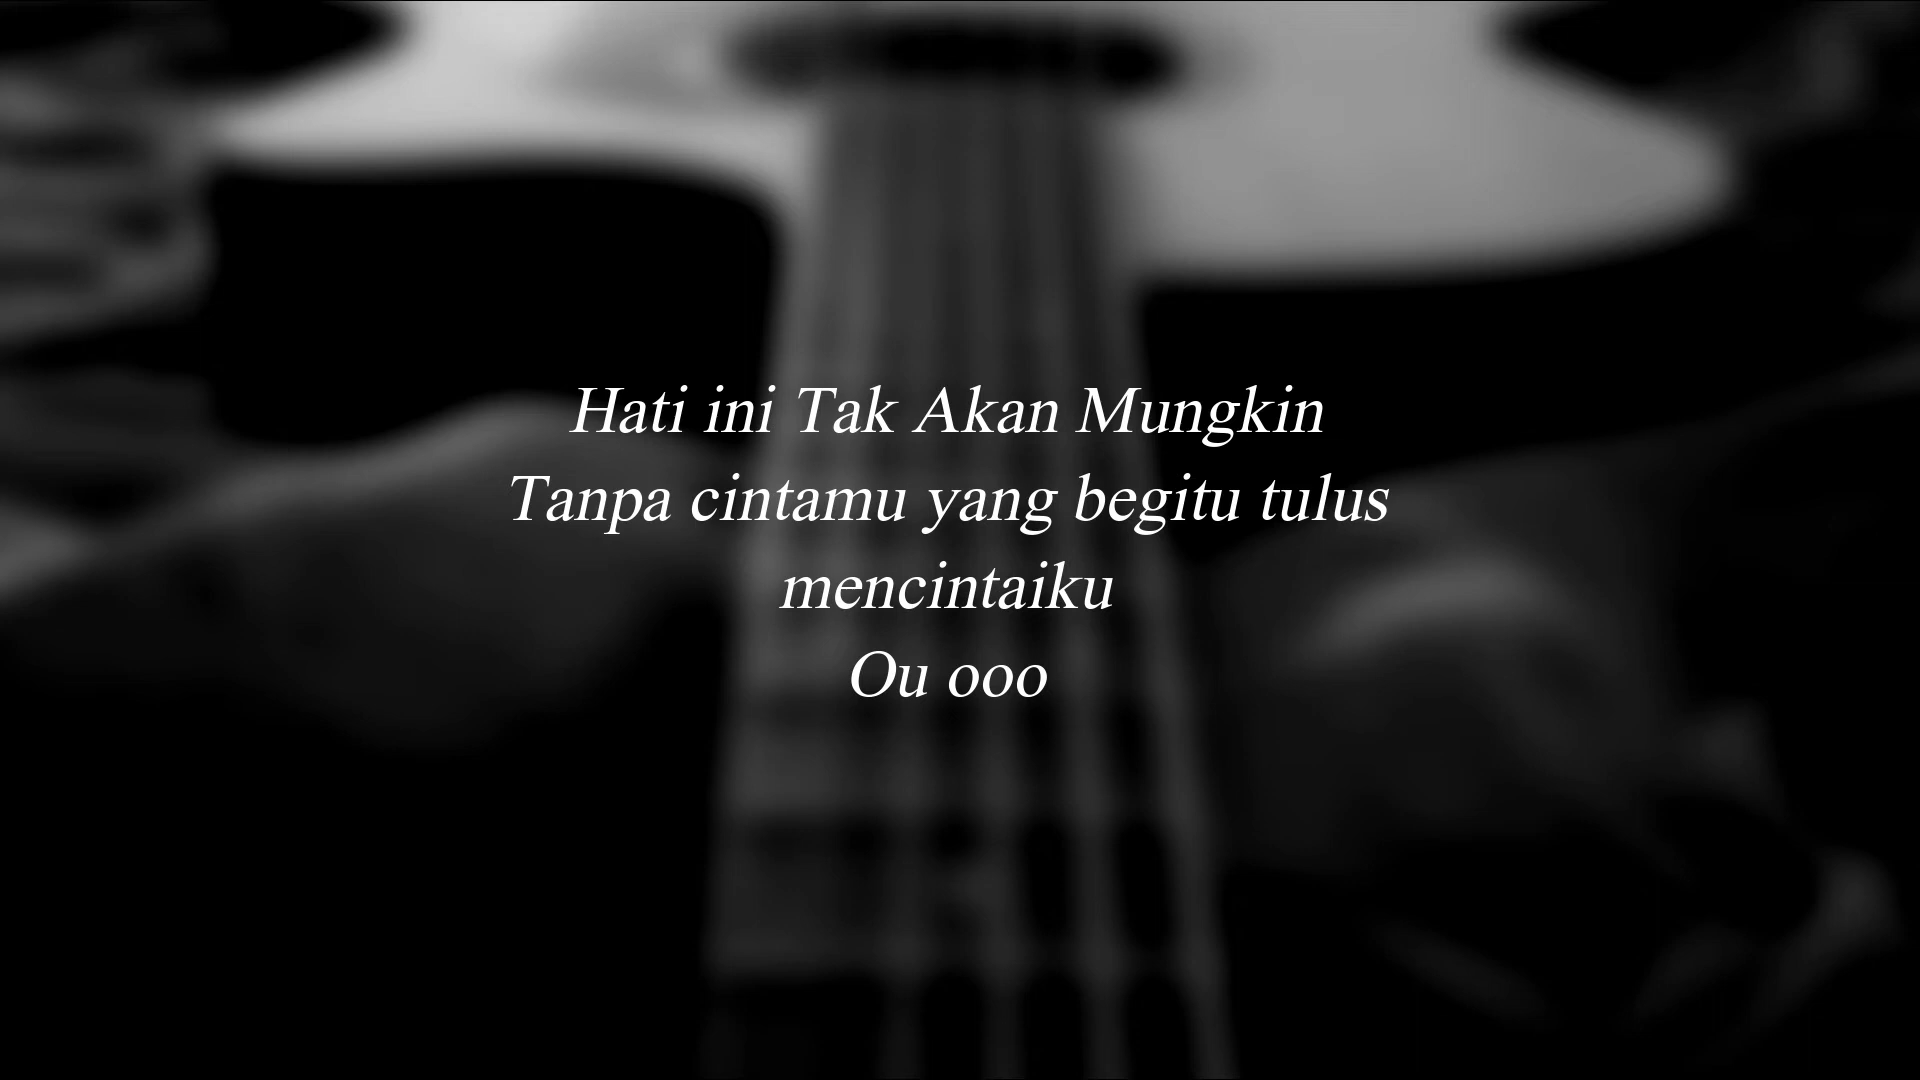 Hati ini Tak Akan Mungkin
Tanpa cintamu yang begitu tulus
mencintaiku
Ou ooo